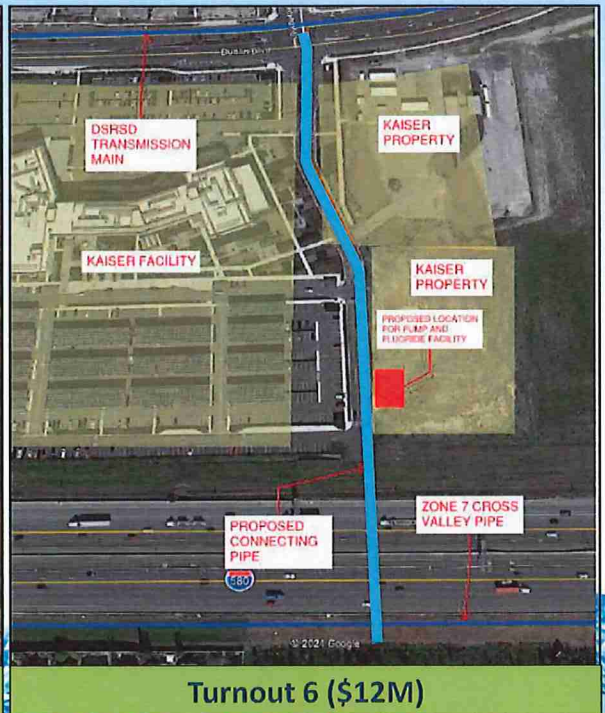 Dublin Blvd
DSRSD
TRANSMISSION
MAIN
KAISER
PROPERTY
KAISER FACILITY
KAISER
PROPERTY
PROPOSED LOCATION
FOR PUMP AND
FLUORIDE FACILITY
PROPOSED
CONNECTING
PIPE
ZONE 7 CROSS
VALLEY PIPE
580
© 2021 Google
Turnout 6 ($12M)